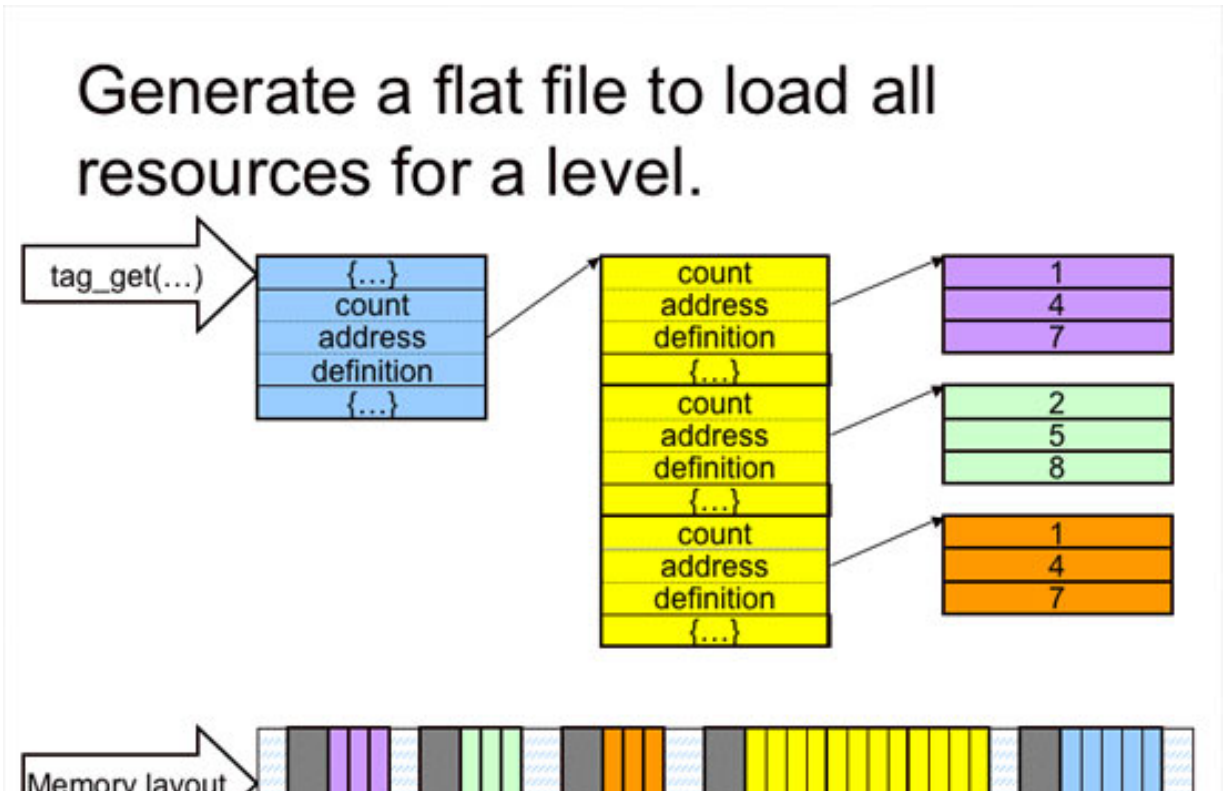 Generate a flat file to load all
resources for a level.
tag_get(...)
{...}
count
address
definition
{...}
count
address
definition
{...}
count
address
definition
{...}
count
address
definition
{...}
1
4
7
2
5
8
1
4
7
Memory layout